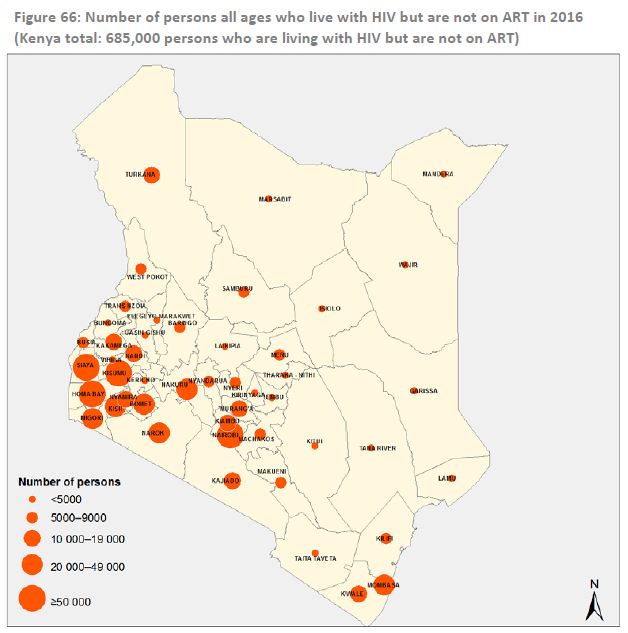 Figure 66: Number of persons all ages who live with HIV but are not on ART in 2016
(Kenya total: 685,000 persons who are living with HIV but are not on ART)
TURKANA
MANDERA
MARSABIT
WAJIR
WEST POKOT
SAMBURU
TRANS NZOIA
ISIOLO
ELEGEYO MARAKWET
BUNGOMA
BARINGO
UASIN GISHU
BUSIA
KAKAMEGA
LAIKIPIA
NANDI
MERU
VIHIGA
SIAYA
KISUMU
THARAKA - NITHI
KERICHO
NYANDARUA
NAKURU
NYERI
GARISSA
HOMA BAY
NYAMIRA
KIRINYAGA
EMBU
BOMET
KISII
MURANG'A
MIGORI
KIAMBU
NAROK
NAIROBI
MACHAKOS
KITUI
TANA RIVER
MAKUENI
KAJIADO
LAMU
Number of persons
<5000
5000–9000
10 000–19 000
20 000–49 000
≥50 000
KILIFI
TAITA TAVETA
MOMBASA
KWALE
N